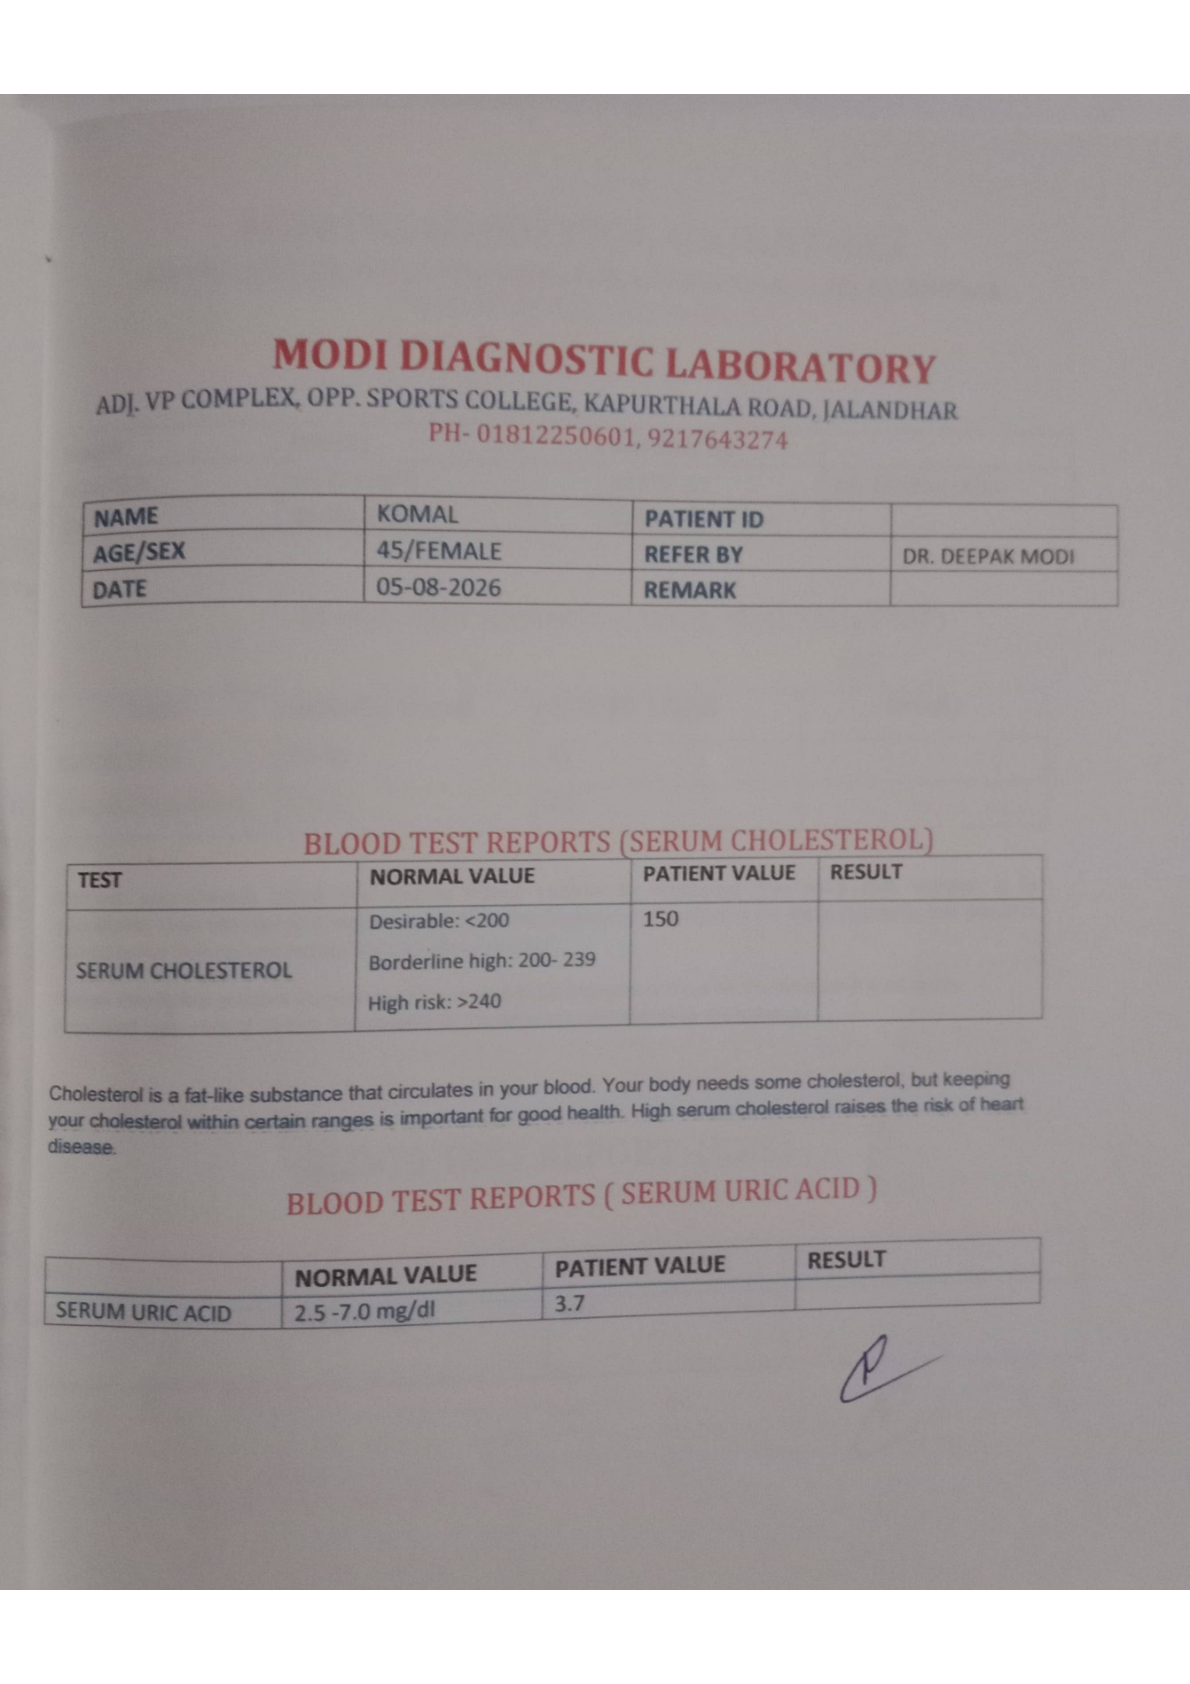 MODI DIAGNOSTIC LABORATORY
ADJ. VP COMPLEX, OPP. SPORTS COLLEGE, KAPURTHALA ROAD, JALANDHAR
PH- 01812250601, 9217643274
NAME KOMAL PATIENT ID
AGE/SEX 45/FEMALE REFER BY DR. DEEPAK MODI
DATE 05-08-2026 REMARK
BLOOD TEST REPORTS (SERUM CHOLESTEROL)
TEST NORMAL VALUE PATIENT VALUE RESULT
Desirable: <200 150
SERUM CHOLESTEROL Borderline high: 200- 239
High risk: >240
Cholesterol is a fat-like substance that circulates in your blood. Your body needs some cholesterol, but keeping
your cholesterol within certain ranges is important for good health. High serum cholesterol raises the risk of heart
disease.
BLOOD TEST REPORTS ( SERUM URIC ACID )
NORMAL VALUE PATIENT VALUE RESULT
SERUM URIC ACID 2.5 -7.0 mg/dl 3.7